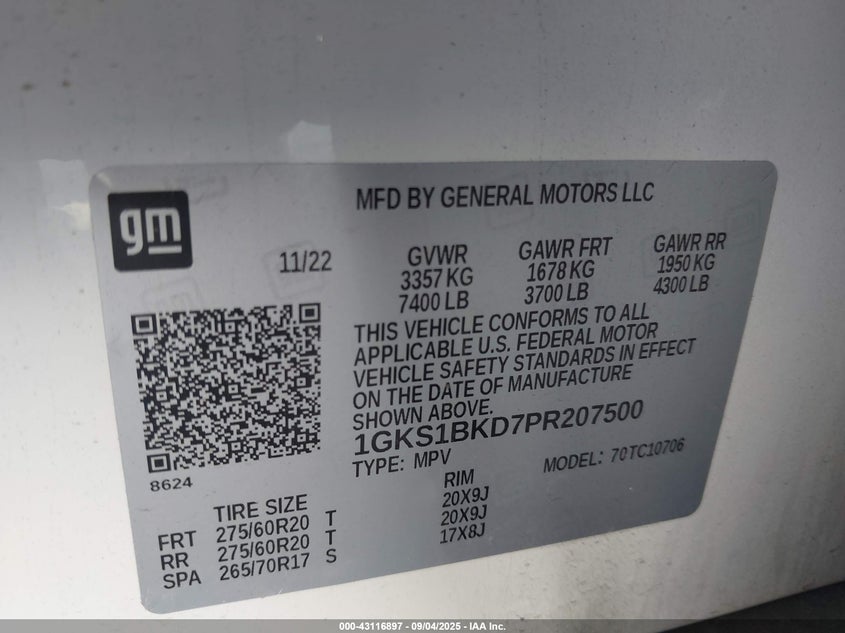 gm
MFD BY GENERAL MOTORS LLC
11/22
GVWR
3357 KG
7400 LB
GAWR FRT
1678 KG
3700 LB
GAWR RR
1950 KG
4300 LB
THIS VEHICLE CONFORMS TO ALL
APPLICABLE U.S. FEDERAL MOTOR
VEHICLE SAFETY STANDARDS IN EFFECT
ON THE DATE OF MANUFACTURE
SHOWN ABOVE.
1GKS1BKD7PR207500
TYPE: MPV
MODEL: 70TC10706
8624
TIRE SIZE
RIM
FRT 275/60R20 T 20X9J
RR 275/60R20 T 20X9J
SPA 265/70R17 S 17X8J
000-43116897 - 09/04/2025 - IAA Inc.